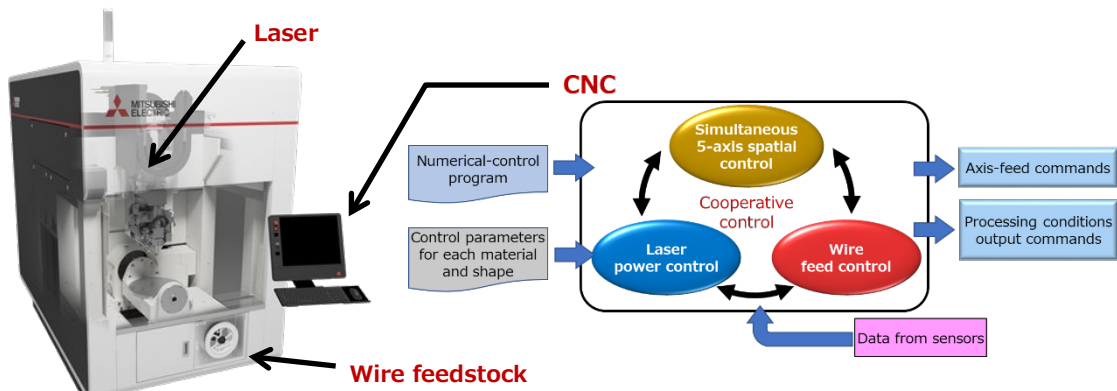 Laser
MITSUBISHI
ELECTRIC
Wire feedstock
CNC
Numerical-control
program
Control parameters
for each material
and shape
Simultaneous
5-axis spatial
control
Cooperative
control
Laser
power control
Wire
feed control
Axis-feed commands
Processing conditions
output commands
Data from sensors